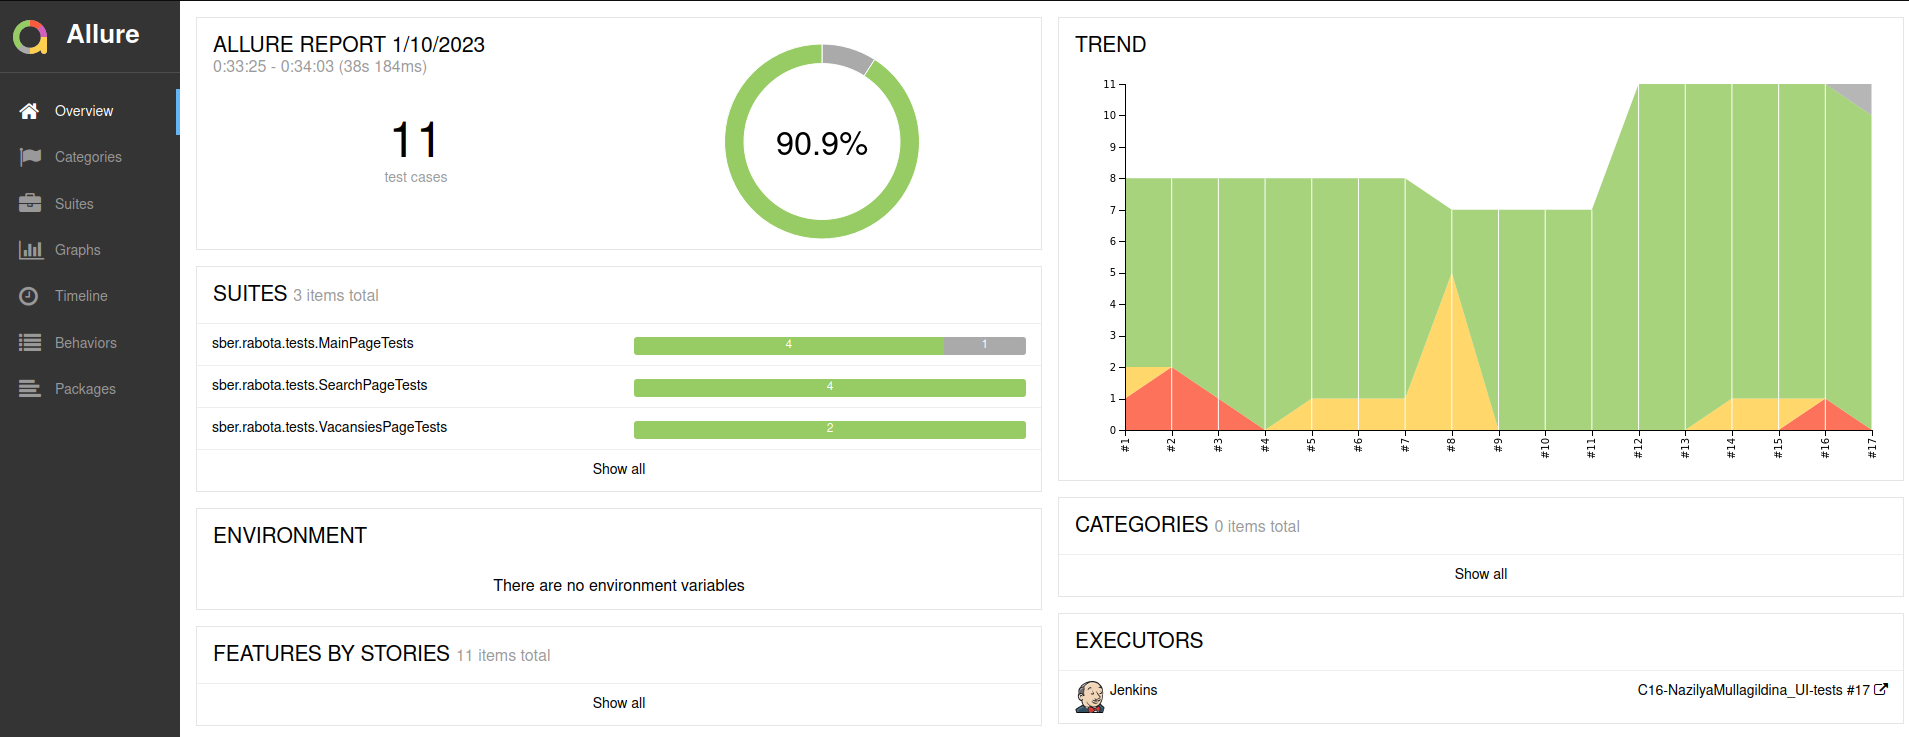 Allure
Overview
Categories
Suites
Graphs
Timeline
Behaviors
Packages
ALLURE REPORT 1/10/2023
0:33:25 - 0:34:03 (38s 184ms)
11
test cases
90.9%
SUITES 3 items total
sber.rabota.tests.MainPageTests 4 1
sber.rabota.tests.SearchPageTests 4
sber.rabota.tests.VacansiesPageTests 2
Show all
ENVIRONMENT
There are no environment variables
FEATURES BY STORIES 11 items total
Show all
TREND
11
10
9
8
7
6
5
4
3
2
1
0
#1 #2 #3 #4 #5 #6 #7 #8 #9 #10 #11 #12 #13 #14 #15 #16 #17
CATEGORIES 0 items total
Show all
EXECUTORS
Jenkins C16-NazilyaMullagildina_UI-tests #17